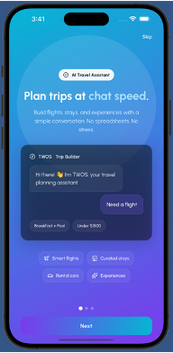 3:41
Skip
AI Travel Assistant
Plan trips at chat speed.
Build flights, stays, and experiences with a
simple conversation. No spreadsheets. No
stress.
TWOS · Trip Builder
Hi there! 👋 I'm TWOS, your travel
planning assistant
Need a flight
Breakfast + Pool
Under $1800
Smart flights
Curated stays
Rental cars
Experiences
Next